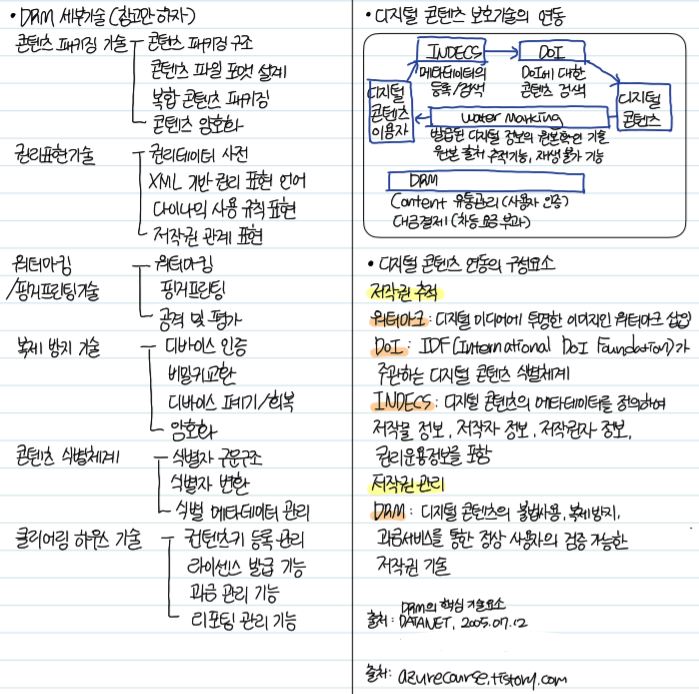 • DRM 세부기술 (참고만 하자)
콘텐츠 패키징 기술 콘텐츠 패키징 구조
콘텐츠 파일 포맷 설계
복합 콘텐츠 패키징
콘텐츠 암호화
권리표현기술 권리데이터 사전
XML 기반 권리 표현 언어
다이나믹 사용 규칙 표현
저작권 관계 표현
워터마킹 워터마킹
/핑거프린팅기술 핑거프린팅
공격 및 평가
복제 방지 기술 디바이스 인증
비밀키교환
디바이스 폐기/회복
암호화
콘텐츠 식별체계 식별자 구문구조
식별자 변환
식별 메타데이터 관리
클리어링 하우스 기술 컨텐츠키 등록 관리
라이센스 발급 기능
과금 관리 기능
리포팅 관리 기능
• 디지털 콘텐츠 보호기술의 연동
INDECS DOI
메타데이터의 DoI에 대한
등록/검색 콘텐츠 검색
디지털
콘텐츠
이용자
디지털
콘텐츠
Water Marking
발급된 디지털 정보의 원본확인 기술
원본 출처 추적기능, 재생불가 기능
DRM
Content 유통관리 (사용자 인증)
대금결제 (차등 요금 부과)
• 디지털 콘텐츠 연동의 구성요소
저작권 추적
워터마크 : 디지털 미디어에 투명한 이미지인 워터마크 삽입
DoI : IDF (International DoI Foundation)가
주관하는 디지털 콘텐츠 식별체계
INDECS : 디지털 콘텐츠의 메타데이터를 정의하여
저작물 정보, 저작자 정보, 저작권자 정보,
권리운용정보를 포함
저작권 관리
DRM : 디지털 콘텐츠의 불법사용, 복제방지,
과금서비스를 통한 정상 사용자의 검증 가능한
저작권 기술
DRM의 핵심 기술요소
출처 : DATANET, 2005.07.12
출처 : azurecourse.tistory.com